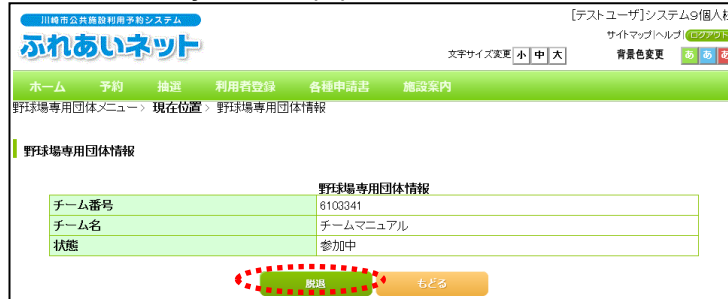 川崎市公共施設利用予約システム
ふれあいネット
[テストユーザ]システム9個人
サイトマップ|ヘルプ|ログアウト
文字サイズ変更 小 中 大 背景色変更 あ あ あ
ホーム 予約 抽選 利用者登録 各種申請書 施設案内
野球場専用団体メニュー> 現在位置> 野球場専用団体情報
野球場専用団体情報
野球場専用団体情報
チーム番号 6103341
チーム名 チームマニュアル
状態 参加中
脱退 もどる